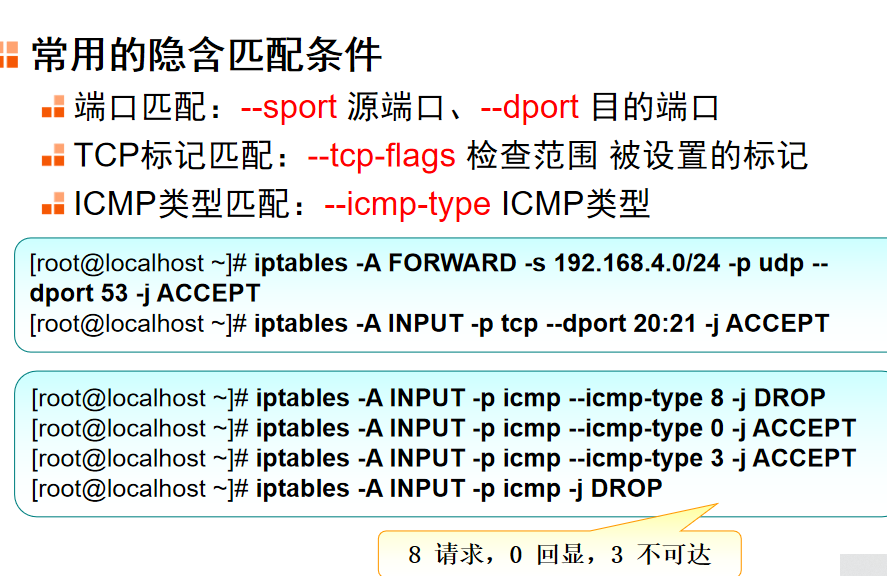 常用的隐含匹配条件
端口匹配：--sport 源端口、--dport 目的端口
TCP标记匹配：--tcp-flags 检查范围 被设置的标记
ICMP类型匹配：--icmp-type ICMP类型
[root@localhost ~]# iptables -A FORWARD -s 192.168.4.0/24 -p udp --
dport 53 -j ACCEPT
[root@localhost ~]# iptables -A INPUT -p tcp --dport 20:21 -j ACCEPT
[root@localhost ~]# iptables -A INPUT -p icmp --icmp-type 8 -j DROP
[root@localhost ~]# iptables -A INPUT -p icmp --icmp-type 0 -j ACCEPT
[root@localhost ~]# iptables -A INPUT -p icmp --icmp-type 3 -j ACCEPT
[root@localhost ~]# iptables -A INPUT -p icmp -j DROP
8 请求，0 回显，3 不可达